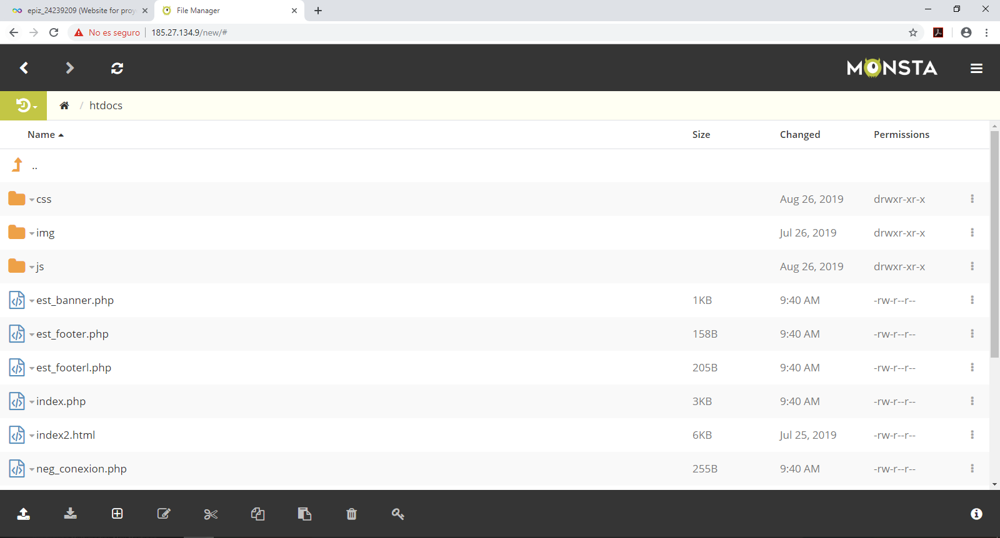 epiz_24239209 (Website for proy
File Manager
No es seguro
185.27.134.9/new/#
MONSTA
/ htdocs
Name Size Changed Permissions
..
css Aug 26, 2019 drwxr-xr-x
img Jul 26, 2019 drwxr-xr-x
js Aug 26, 2019 drwxr-xr-x
est_banner.php 1KB 9:40 AM -rw-r--r--
est_footer.php 158B 9:40 AM -rw-r--r--
est_footerl.php 205B 9:40 AM -rw-r--r--
index.php 3KB 9:40 AM -rw-r--r--
index2.html 6KB Jul 25, 2019 -rw-r--r--
neg_conexion.php 255B 9:40 AM -rw-r--r--